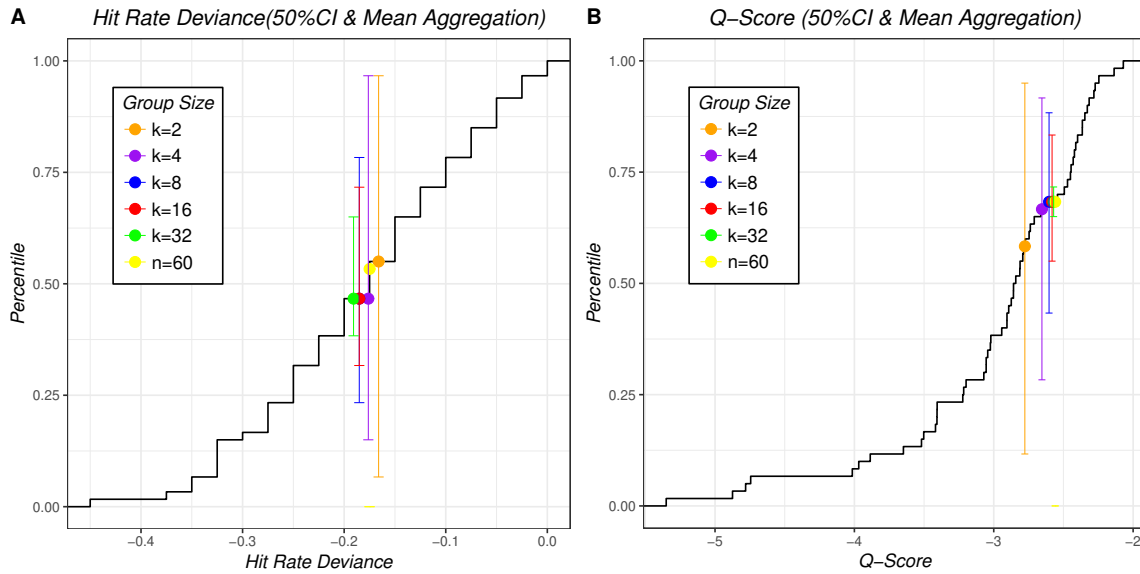 A
Hit Rate Deviance(50%CI & Mean Aggregation)
Percentile
1.00
0.75
0.50
0.25
0.00
Group Size
k=2
k=4
k=8
k=16
k=32
n=60
−0.4
−0.3
−0.2
−0.1
0.0
Hit Rate Deviance
B
Q−Score (50%CI & Mean Aggregation)
Percentile
1.00
0.75
0.50
0.25
0.00
Group Size
k=2
k=4
k=8
k=16
k=32
n=60
−5
−4
−3
−2
Q−Score